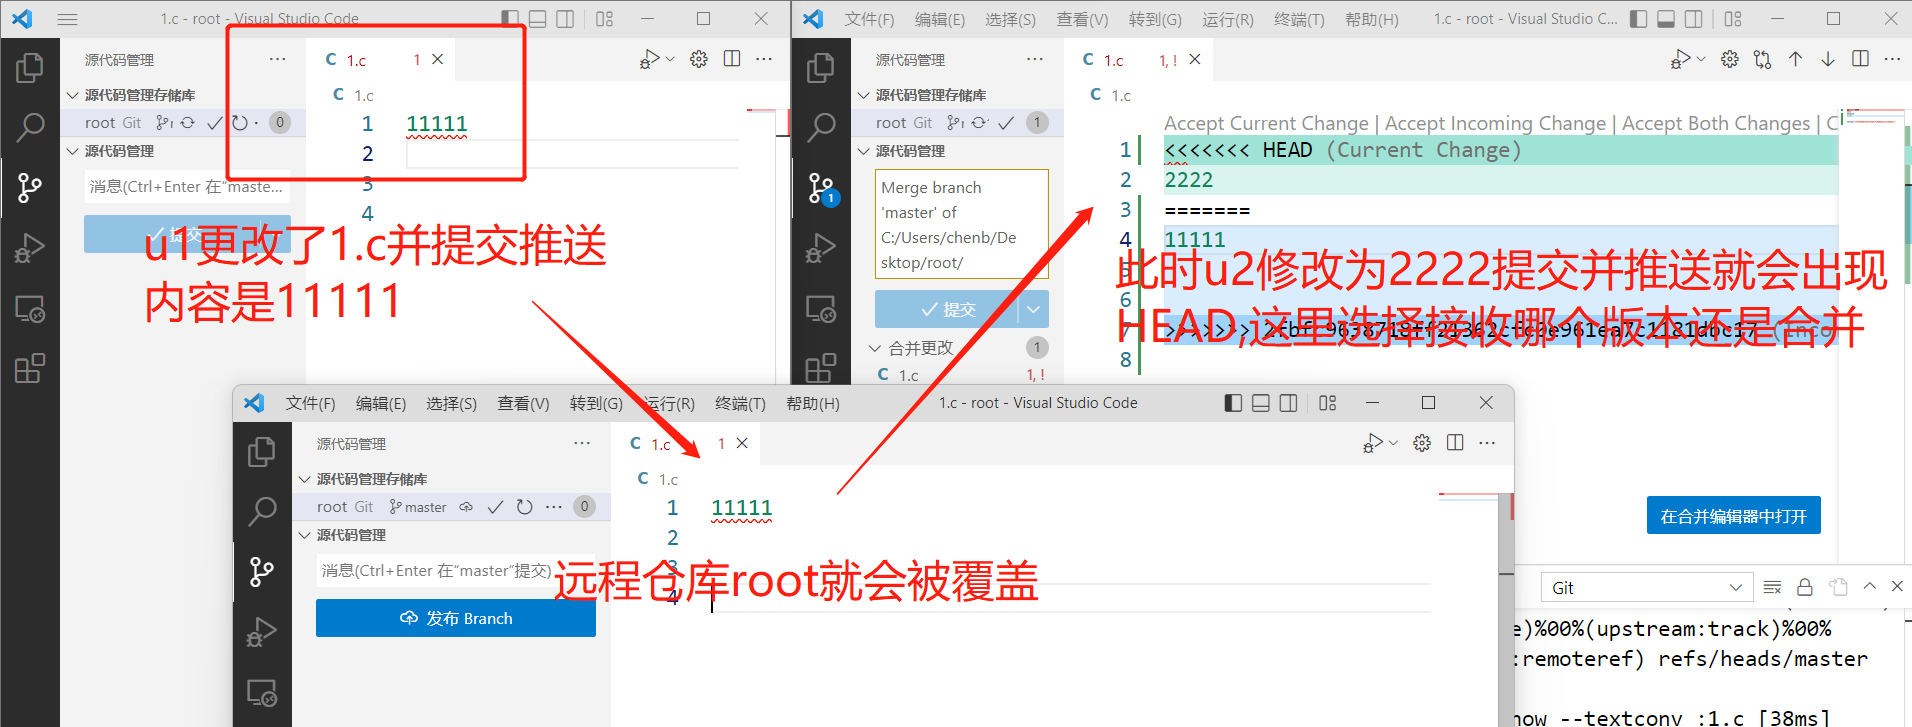 1.c - root - Visual Studio Code
源代码管理
1.c 1
源代码管理存储库
1.c
root Git 0
1 11111
源代码管理
2
消息(Ctrl+Enter 在"maste...
3
4
提交
u1更改了1.c并提交推送
内容是11111
文件(F) 编辑(E) 选择(S) 查看(V) 转到(G) 运行(R) 终端(T) 帮助(H) 1.c - root - Visual Studio C...
源代码管理
1.c 1, !
源代码管理存储库
1.c
root Git 1
源代码管理
Merge branch
'master' of
C:/Users/chenb/De
sktop/root/
提交
合并更改 1
1.c 1, !
1
Accept Current Change | Accept Incoming Change | Accept Both Changes | C
1 <<<<<<< HEAD (Current Change)
2 2222
3 =======
4 11111
6
7
8
此时u2修改为2222提交并推送就会出现
HEAD,这里选择接收哪个版本还是合并
在合并编辑器中打开
Git
e)%00%(upstream:track)%00%
:remoteref) refs/heads/master
how --textconv :1.c [38ms]
文件(F) 编辑(E) 选择(S) 查看(V) 转到(G) 运行(R) 终端(T) 帮助(H) 1.c - root - Visual Studio Code
源代码管理
1.c 1
源代码管理存储库
1.c
root Git master 0
1 11111
源代码管理
2
消息(Ctrl+Enter 在"master"提交)
3
4
发布 Branch
远程仓库root就会被覆盖